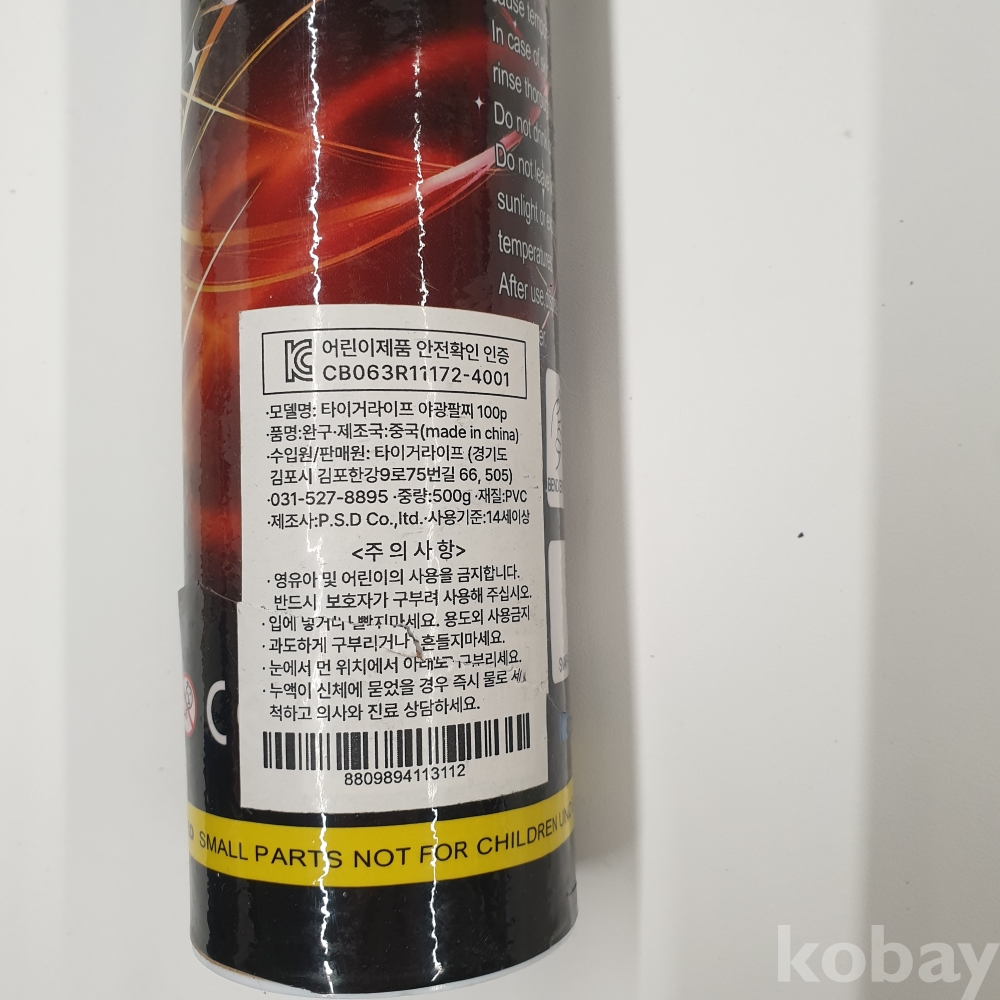 In case of
rinse
Do not
Do not
sunlight or
After use
KC 어린이제품 안전확인 인증
CB063R11172-4001
·모델명: 타이거라이프 야광팔찌 100p
·품명:완구·제조국:중국(made in china)
·수입원/판매원: 타이거라이프 (경기도
김포시 김포한강9로75번길 66, 505)
·031-527-8895 ·중량:500g ·재질:PVC
·제조사:P.S.D Co.,ltd.·사용기준:14세이상
<주 의 사 항>
· 영유아 및 어린이의 사용을 금지합니다.
반드시 보호자가 구부려 사용해 주십시오.
· 입에 넣거나 빨지마세요. 용도외 사용금지
· 과도하게 구부리거나 흔들지마세요.
· 눈에서 먼 위치에서 아래로 구부리세요.
· 누액이 신체에 묻었을 경우 즉시 물로 세
척하고 의사와 진료 상담하세요.
8809894113112
SMALL PARTS NOT FOR CHILDREN
kobay